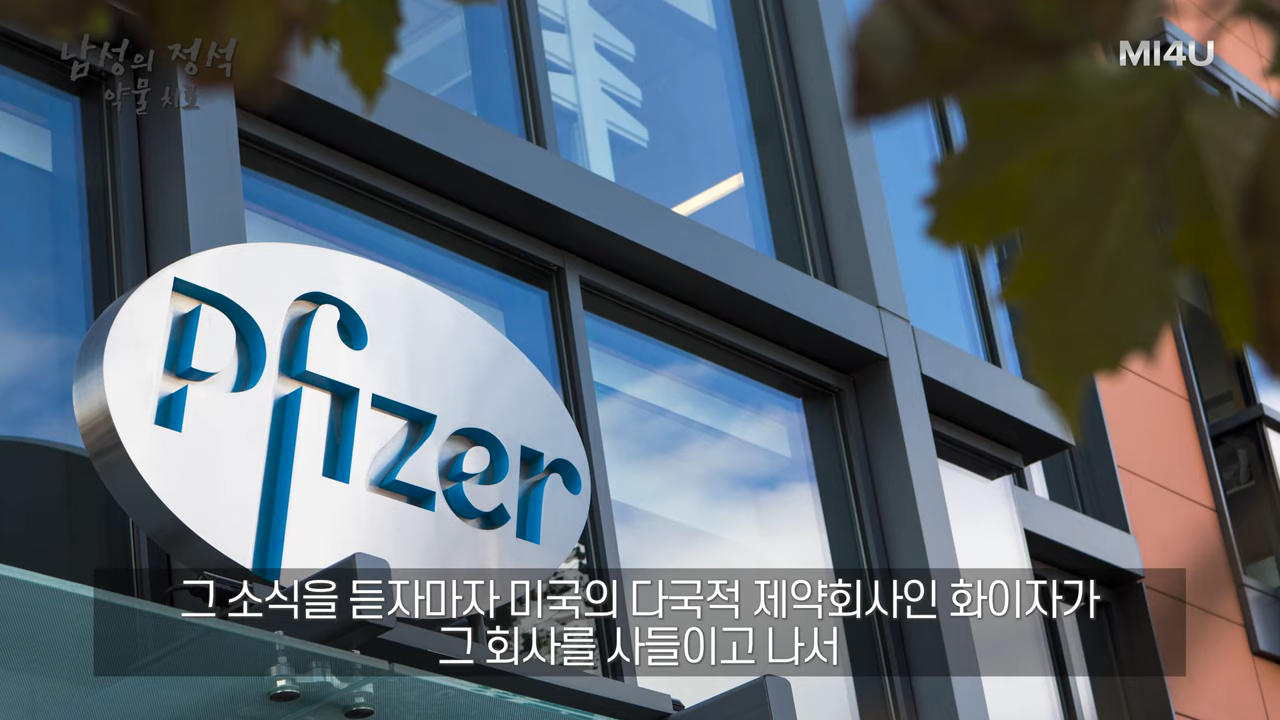 남성의 정석
약물 치료
MI4U
Pfizer
그 소식을 듣자마자 미국의 다국적 제약회사인 화이자가
그 회사를 사들이고 나서